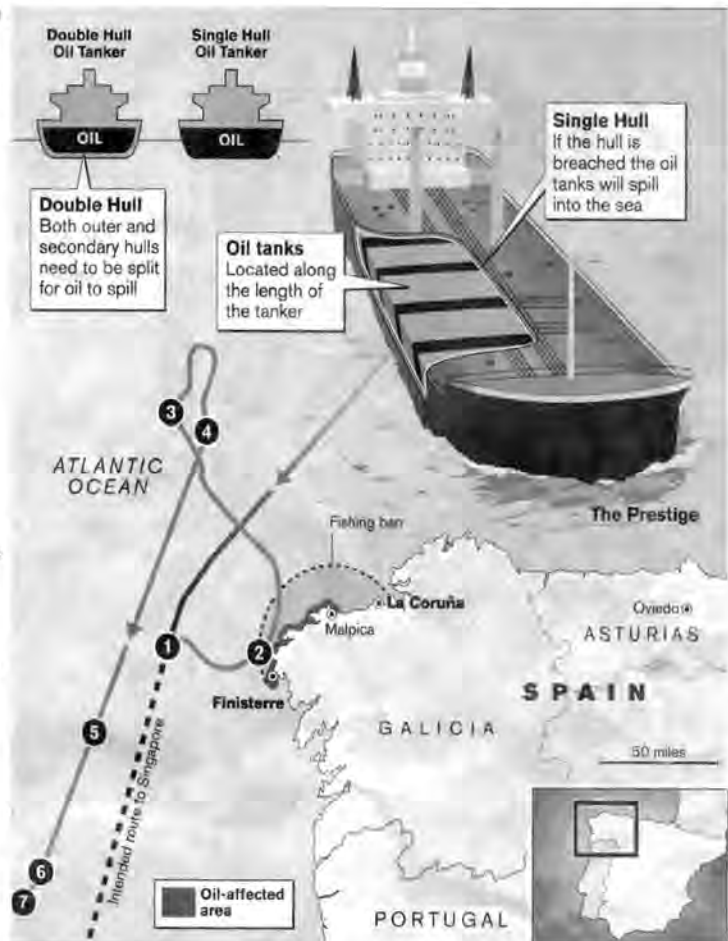 Double Hull
Oil Tanker
Single Hull
Oil Tanker
OIL
OIL
Double Hull
Both outer and
secondary hulls
need to be split
for oil to spill
Single Hull
If the hull is
breached the oil
tanks will spill
into the sea
Oil tanks
Located along
the length of
the tanker
The Prestige
3
4
ATLANTIC
OCEAN
Fishing ban
La Coruña
Malpica
Oviedo
ASTURIAS
1
2
Finisterre
SPAIN
GALICIA
50 miles
5
Intended route to Singapore
6
7
Oil-affected
area
PORTUGAL